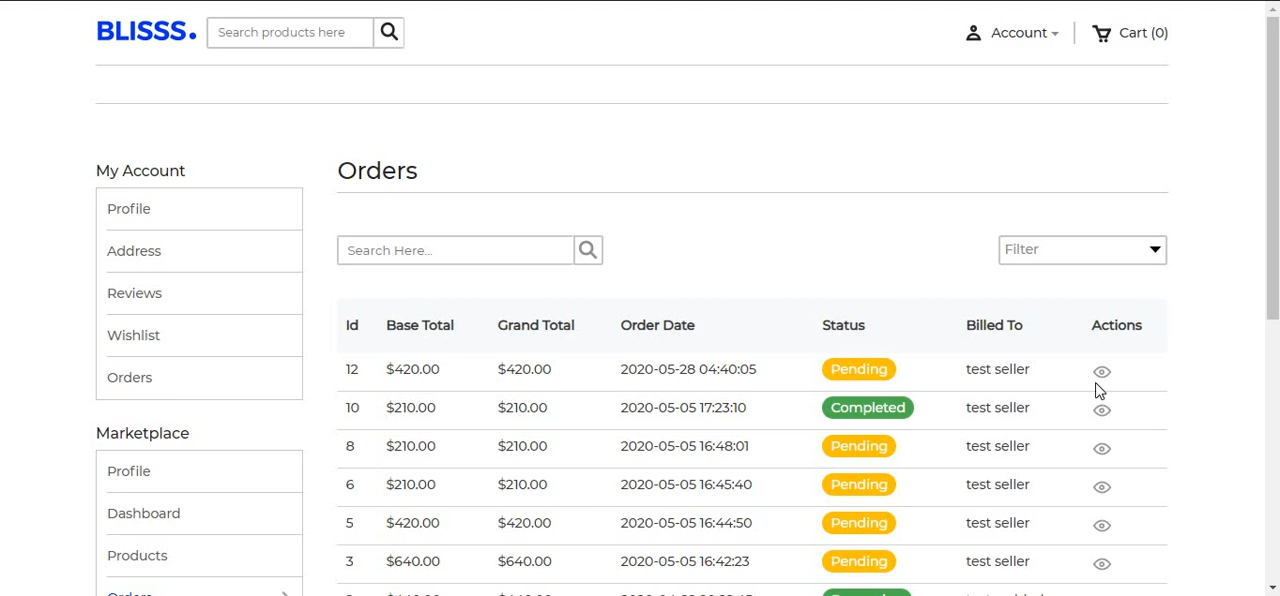 BLISSS.
Search products here
Account
Cart (0)
My Account
Profile
Address
Reviews
Wishlist
Orders
Marketplace
Profile
Dashboard
Products
Orders
Orders
Search Here...
Filter
Id Base Total Grand Total Order Date Status Billed To Actions
12 $420.00 $420.00 2020-05-28 04:40:05 Pending test seller
10 $210.00 $210.00 2020-05-05 17:23:10 Completed test seller
8 $210.00 $210.00 2020-05-05 16:48:01 Pending test seller
6 $210.00 $210.00 2020-05-05 16:45:40 Pending test seller
5 $420.00 $420.00 2020-05-05 16:44:50 Pending test seller
3 $640.00 $640.00 2020-05-05 16:42:23 Pending test seller